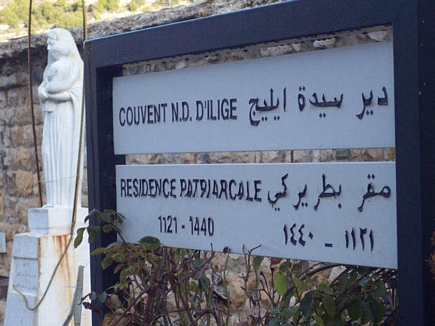 COUVENT N.D. D'ILIGE دير سيدة ايليج
RESIDENCE PATRIARCALE مقر بطريركي
1121 - 1440 ١١٢١ - ١٤٤٠